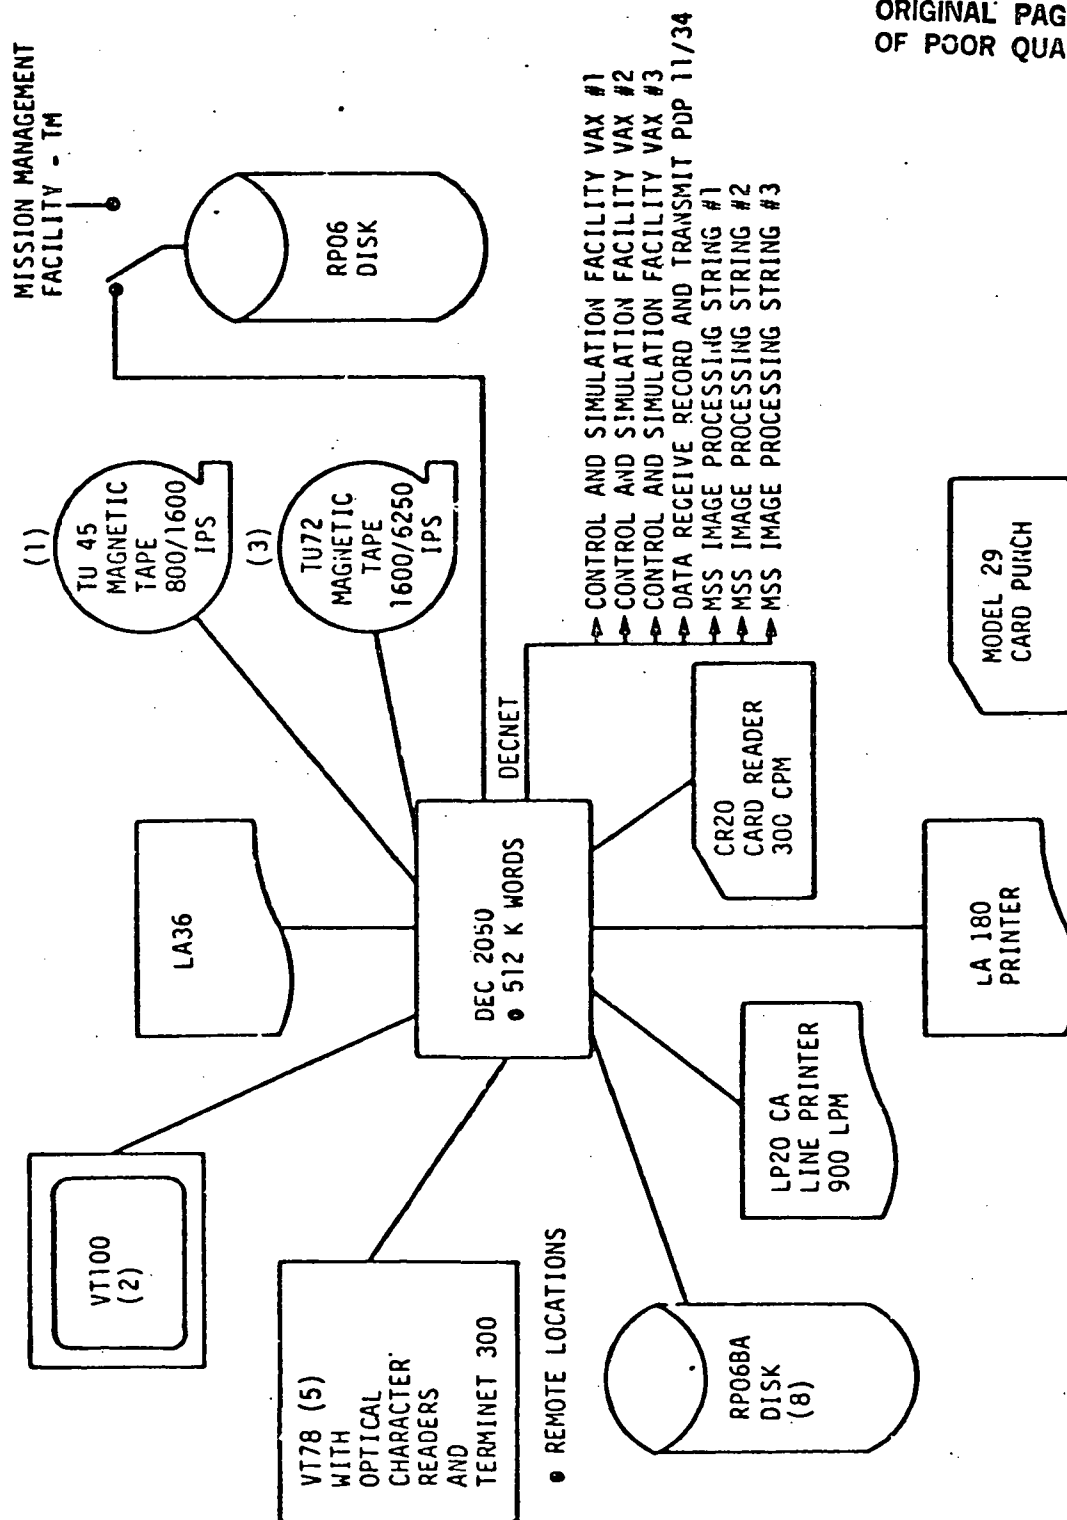 ORIGINAL PAG
OF POOR QUA
MISSION MANAGEMENT
FACILITY - TM
RP06
DISK
(1)
TU 45
MAGNETIC
TAPE
800/1600
IPS
(3)
TU72
MAGNETIC
TAPE
1600/6250
IPS
LA36
VT100
(2)
VT78 (5)
WITH
OPTICAL
CHARACTER
READERS
AND
TERMINET 300
• REMOTE LOCATIONS
DEC 2050
• 512 K WORDS
DECNET
CONTROL AND SIMULATION FACILITY VAX #1
CONTROL AND SIMULATION FACILITY VAX #2
CONTROL AND SIMULATION FACILITY VAX #3
DATA RECEIVE RECORD AND TRANSMIT PDP 11/34
MSS IMAGE PROCESSING STRING #1
MSS IMAGE PROCESSING STRING #2
MSS IMAGE PROCESSING STRING #3
RP06BA
DISK
(8)
LP20 CA
LINE PRINTER
900 LPM
LA 180
PRINTER
CR20
CARD READER
300 CPM
MODEL 29
CARD PUNCH